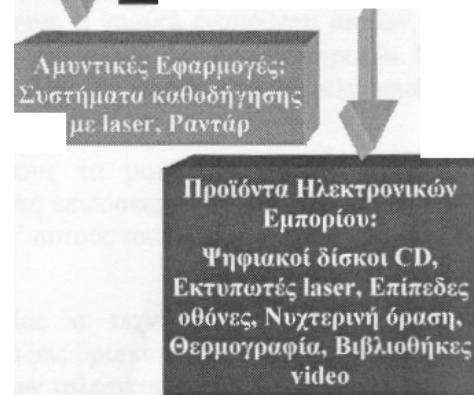 Αμυντικές Εφαρμογές:
Συστήματα καθοδήγησης
με laser, Ραντάρ
Προϊόντα Ηλεκτρονικών
Εμπορίου:
Ψηφιακοί δίσκοι CD,
Εκτυπωτές laser, Επίπεδες
οθόνες, Νυχτερινή όραση,
Θερμογραφία, Βιβλιοθήκες
video